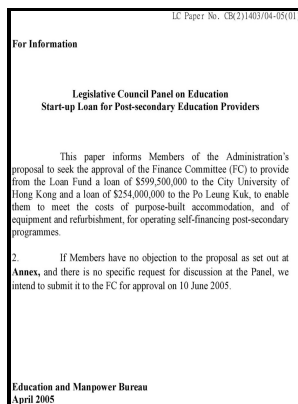 LC Paper No. CB(2)1403/04-05(01
For Information
Legislative Council Panel on Education
Start-up Loan for Post-secondary Education Providers
This paper informs Members of the Administration's
proposal to seek the approval of the Finance Committee (FC) to provide
from the Loan Fund a loan of $599,500,000 to the City University of
Hong Kong and a loan of $254,000,000 to the Po Leung Kuk, to enable
them to meet the costs of purpose-built accommodation, and of
equipment and refurbishment, for operating self-financing post-secondary
programmes.
2. If Members have no objection to the proposal as set out at
Annex, and there is no specific request for discussion at the Panel, we
intend to submit it to the FC for approval on 10 June 2005.
Education and Manpower Bureau
April 2005